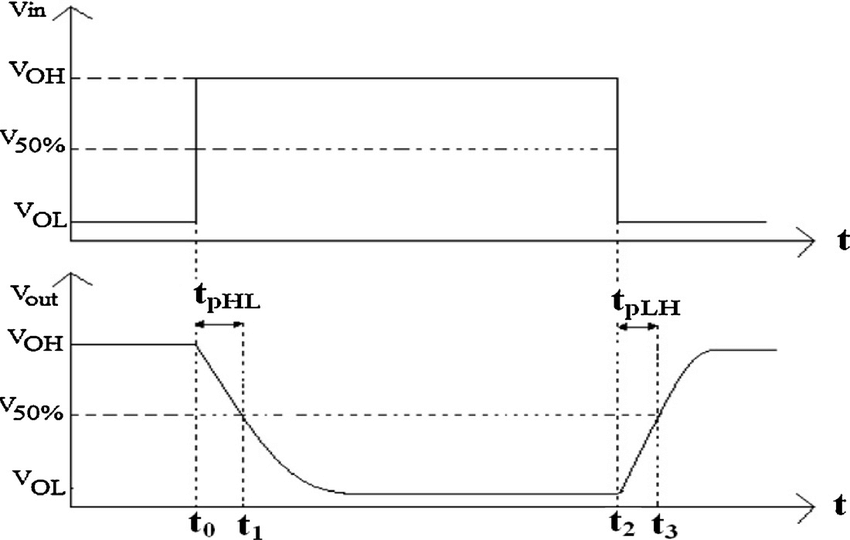 Vin
VOH
V50%
VOL
t
Vout
tpHL
tpLH
VOH
V50%
VOL
t
t0 t1 t2 t3